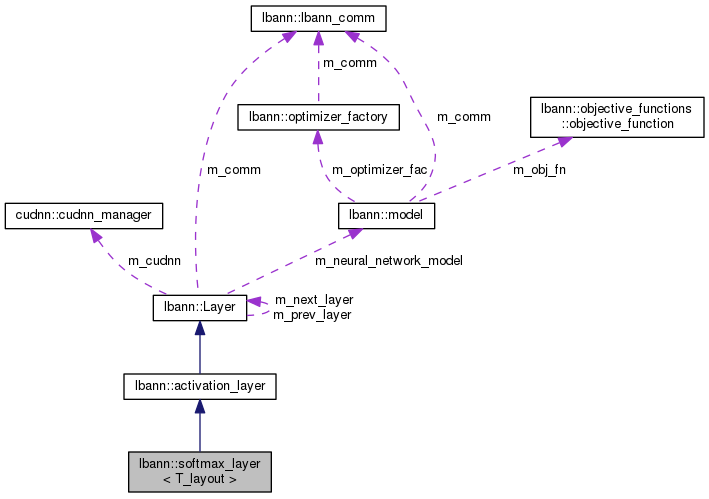 lbann::lbann_comm
m_comm
lbann::optimizer_factory
lbann::objective_functions
::objective_function
m_comm
m_comm
m_optimizer_fac
m_obj_fn
cudnn::cudnn_manager
lbann::model
m_cudnn
m_neural_network_model
lbann::Layer
m_next_layer
m_prev_layer
lbann::activation_layer
lbann::softmax_layer
< T_layout >